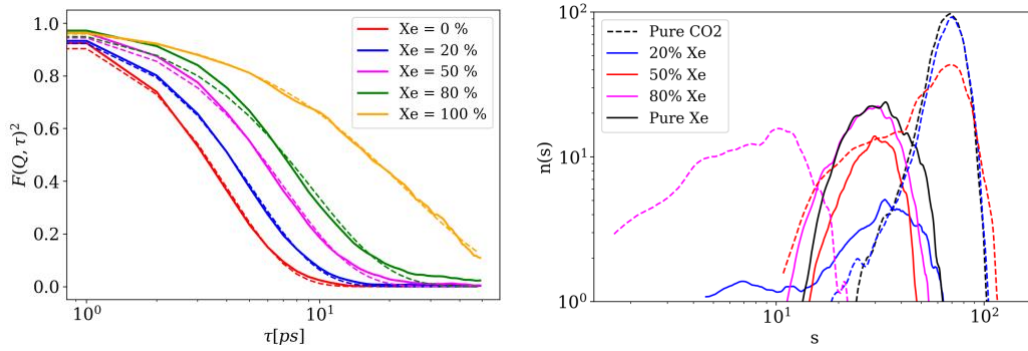 1.0
0.8
0.6
0.4
0.2
0.0
F(Q, τ)²
10⁰
10¹
τ[ps]
Xe = 0 %
Xe = 20 %
Xe = 50 %
Xe = 80 %
Xe = 100 %
10²
10¹
10⁰
n(s)
10¹
10²
s
Pure CO2
20% Xe
50% Xe
80% Xe
Pure Xe